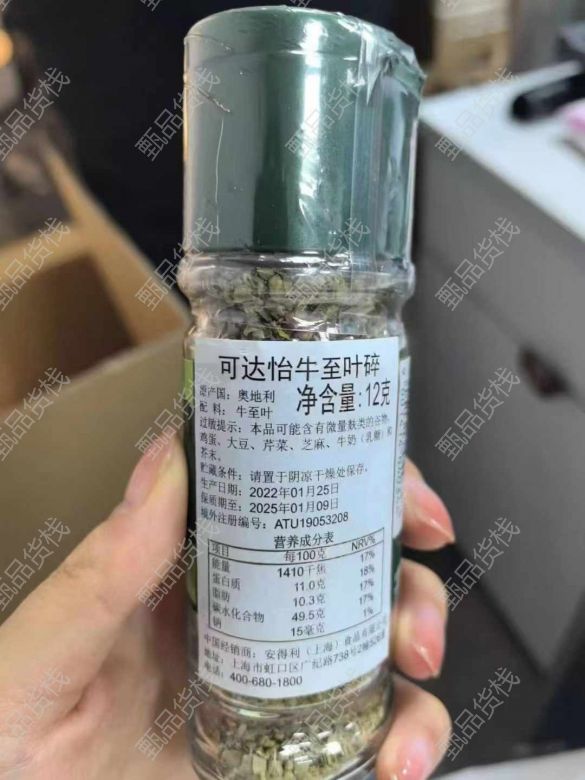 可达怡牛至叶碎
原产国：奥地利 净含量：12克
配 料：牛至叶
过敏提示：本品可能含有微量麸类的谷物，
鸡蛋、大豆、芹菜、芝麻、牛奶（乳糖）和
芥末。
贮藏条件：请置于阴凉干燥处保存。
生产日期：2022年01月25日
保质期至：2025年01月09日
境外注册编号：ATU19053208
营养成分表
项目 每100克 NRV%
能量 1410千焦 17%
蛋白质 11.0克 18%
脂肪 10.3克 17%
碳水化合物 49.5克 17%
钠 15毫克 1%
中国经销商：安得利（上海）食品有限公司
地址：上海市虹口区广纪路738号2幢526室
电话：400-680-1800
甄品货栈